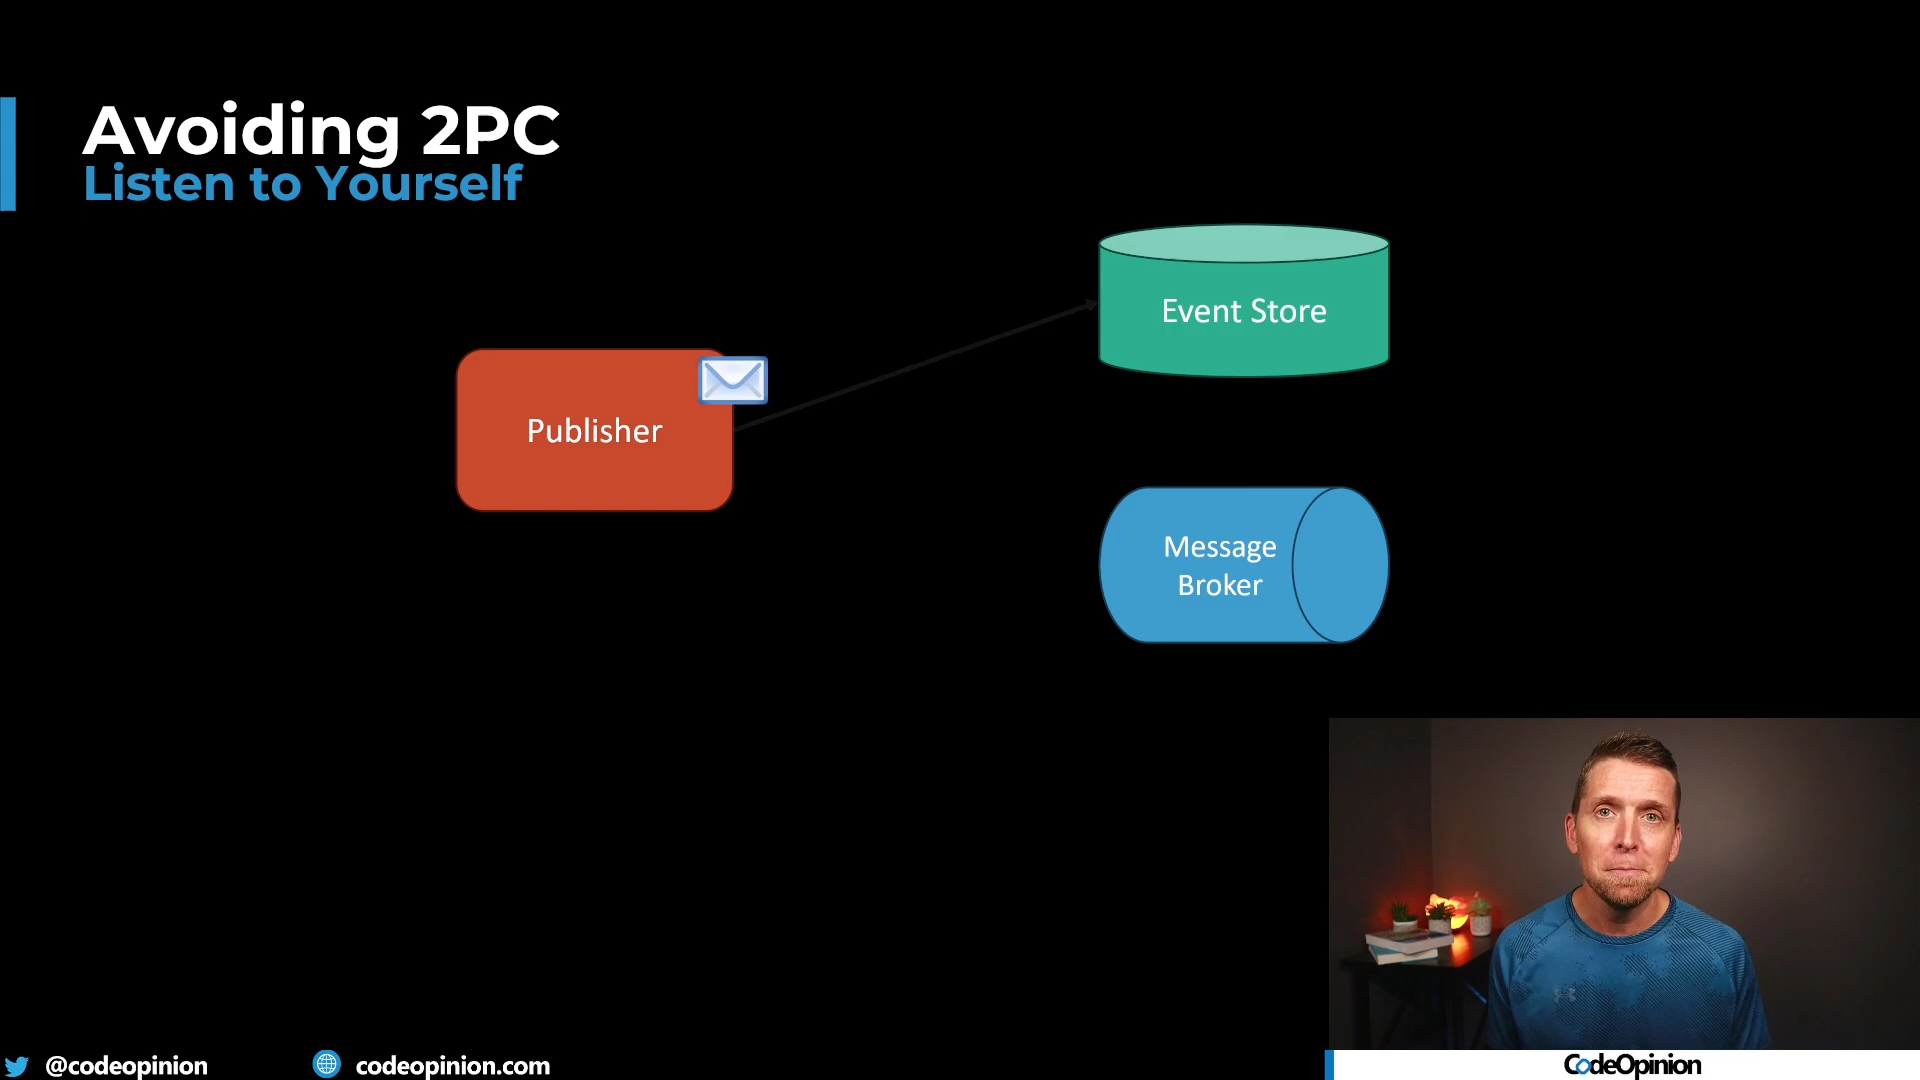 Avoiding 2PC
Listen to Yourself
Event Store
Publisher
Message
Broker
@codeopinion
codeopinion.com
CodeOpinion